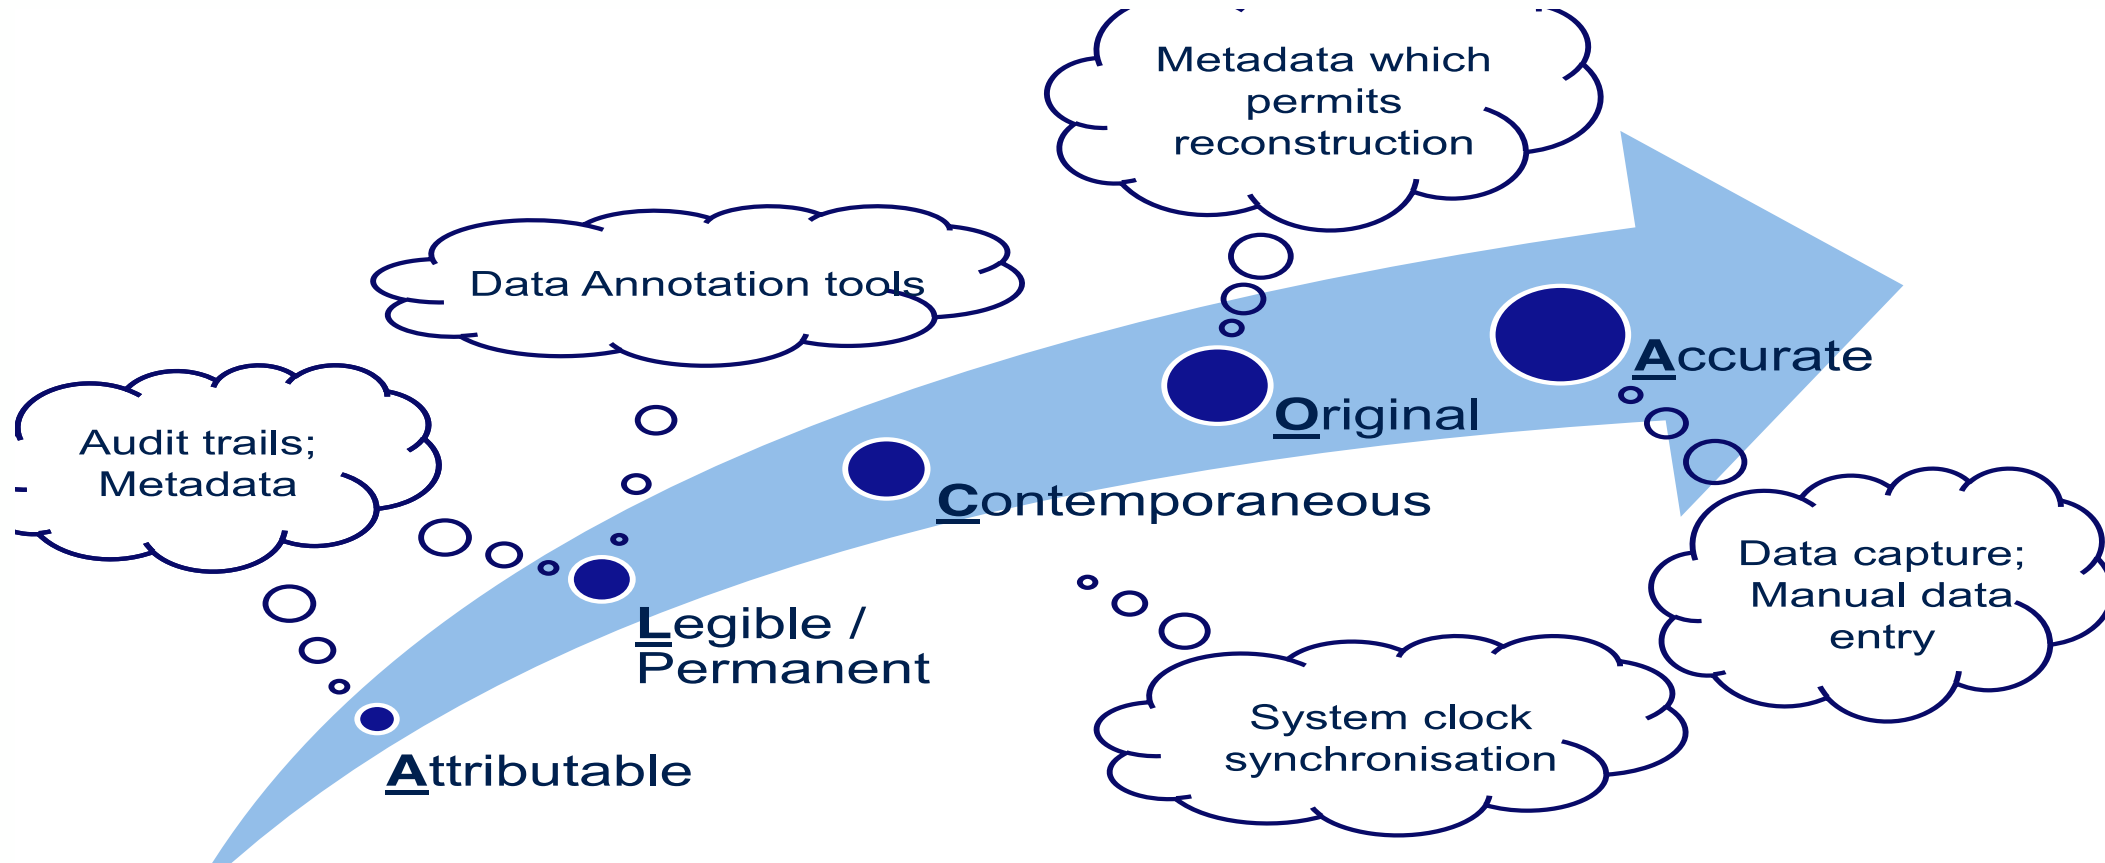 Metadata which
permits
reconstruction
Data Annotation tools
Audit trails;
Metadata
Accurate
Original
Contemporaneous
Legible /
Permanent
Attributable
Data capture;
Manual data
entry
System clock
synchronisation